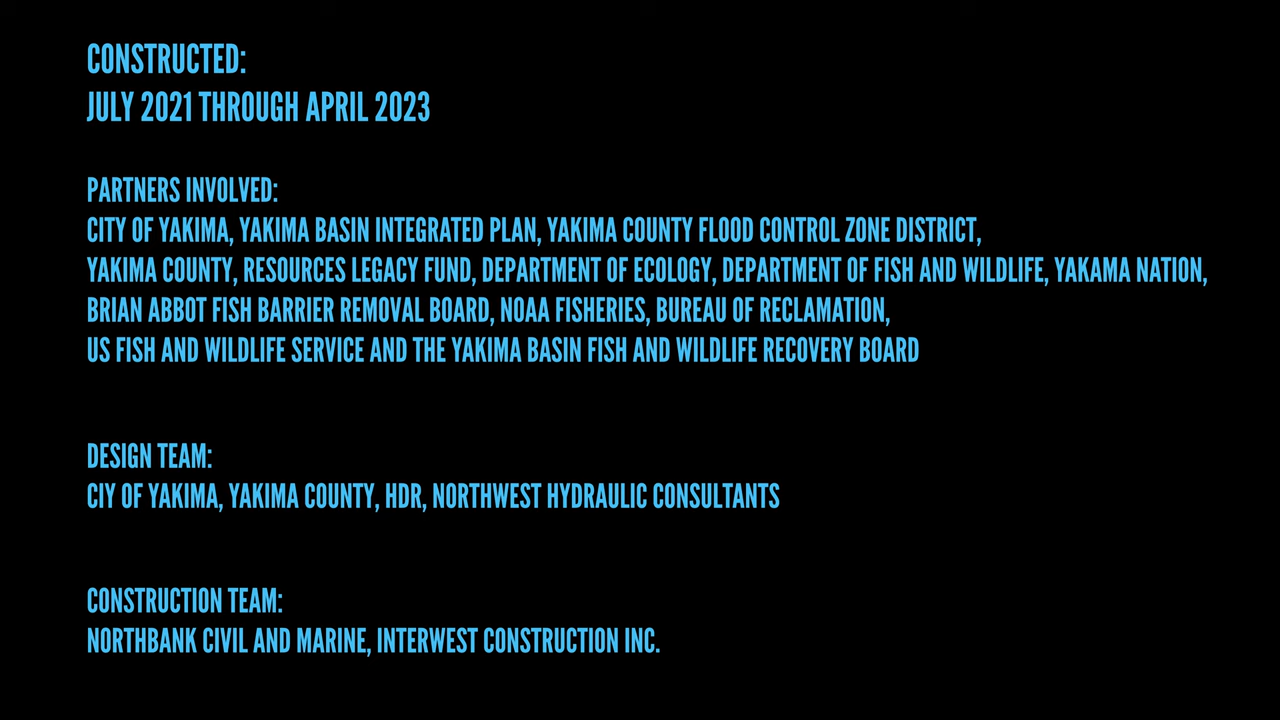 CONSTRUCTED:
JULY 2021 THROUGH APRIL 2023
PARTNERS INVOLVED:
CITY OF YAKIMA, YAKIMA BASIN INTEGRATED PLAN, YAKIMA COUNTY FLOOD CONTROL ZONE DISTRICT,
YAKIMA COUNTY, RESOURCES LEGACY FUND, DEPARTMENT OF ECOLOGY, DEPARTMENT OF FISH AND WILDLIFE, YAKAMA NATION,
BRIAN ABBOT FISH BARRIER REMOVAL BOARD, NOAA FISHERIES, BUREAU OF RECLAMATION,
US FISH AND WILDLIFE SERVICE AND THE YAKIMA BASIN FISH AND WILDLIFE RECOVERY BOARD
DESIGN TEAM:
CIY OF YAKIMA, YAKIMA COUNTY, HDR, NORTHWEST HYDRAULIC CONSULTANTS
CONSTRUCTION TEAM:
NORTHBANK CIVIL AND MARINE, INTERWEST CONSTRUCTION INC.